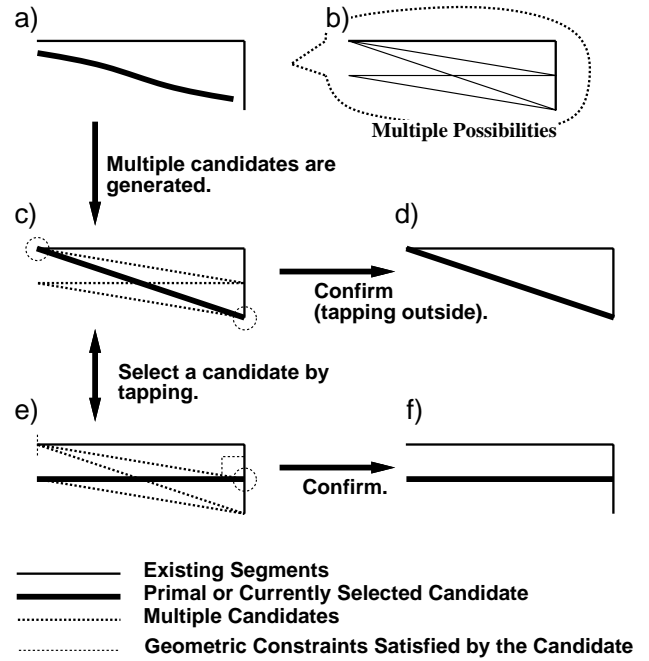 a)
b)
Multiple Possibilities
Multiple candidates are
generated.
c)
d)
Confirm
(tapping outside).
Select a candidate by
tapping.
e)
f)
Confirm.
Existing Segments
Primal or Currently Selected Candidate
Multiple Candidates
Geometric Constraints Satisfied by the Candidate